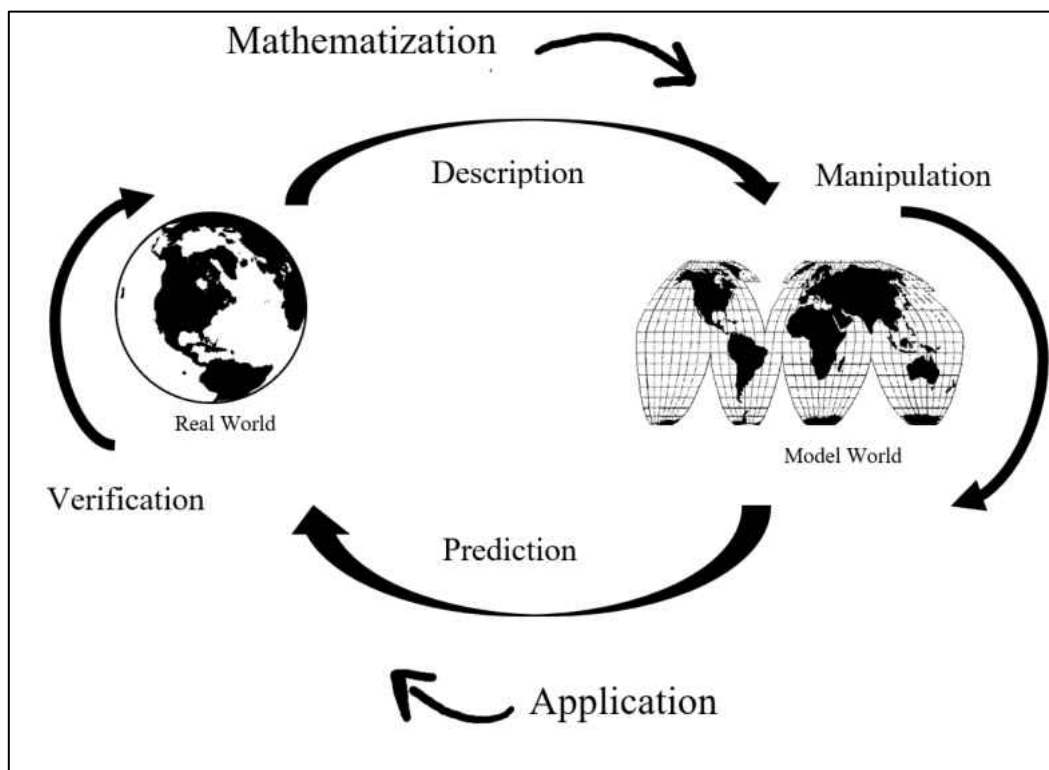 Mathematization
Description
Manipulation
Real World
Model World
Verification
Prediction
Application